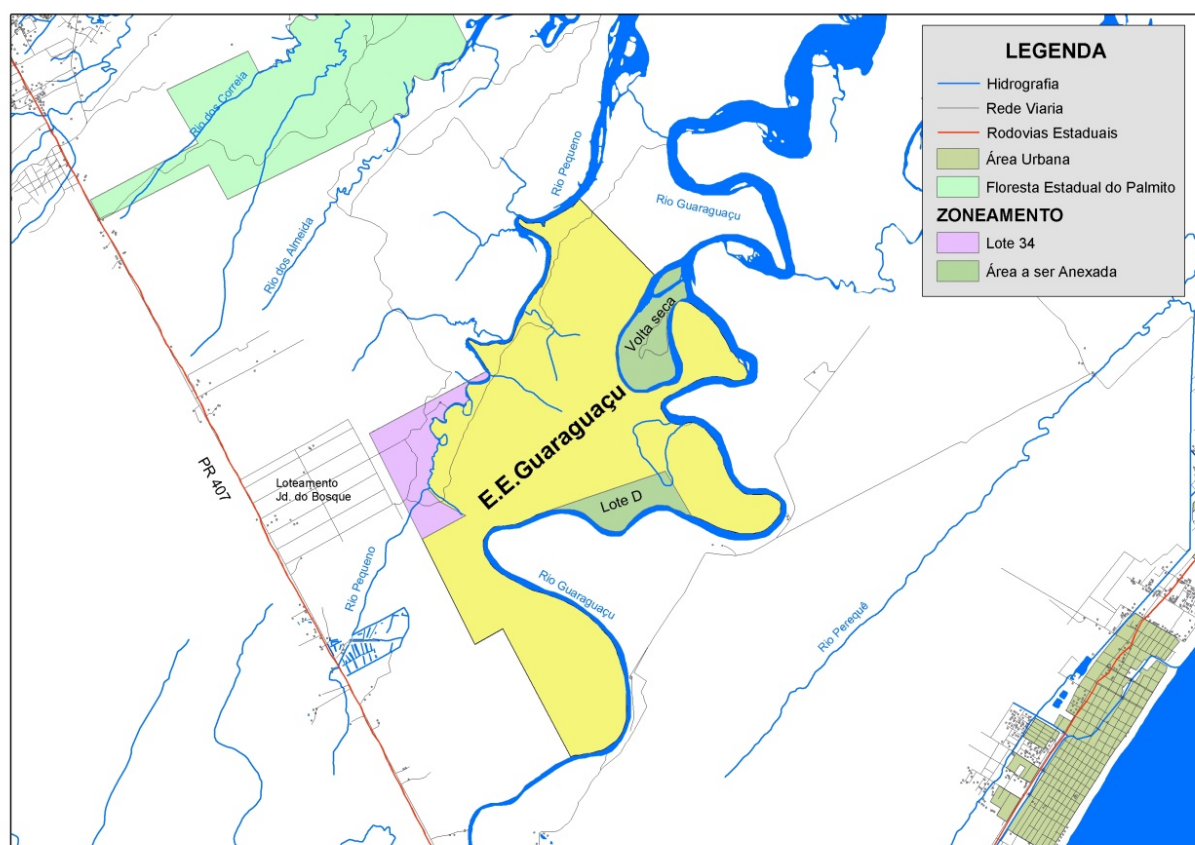 LEGENDA
Hidrografia
Rede Viaria
Rodovias Estaduais
Área Urbana
Floresta Estadual do Palmito
ZONEAMENTO
Lote 34
Área a ser Anexada
Rio dos Correia
Rio Pequeno
Rio Guaraguaçu
Rio dos Almeida
Volta seca
E.E.Guaraguaçu
PR 407
Loteamento
Jd. do Bosque
Lote D
Rio Pequeno
Rio Guaraguaçu
Rio Perequê